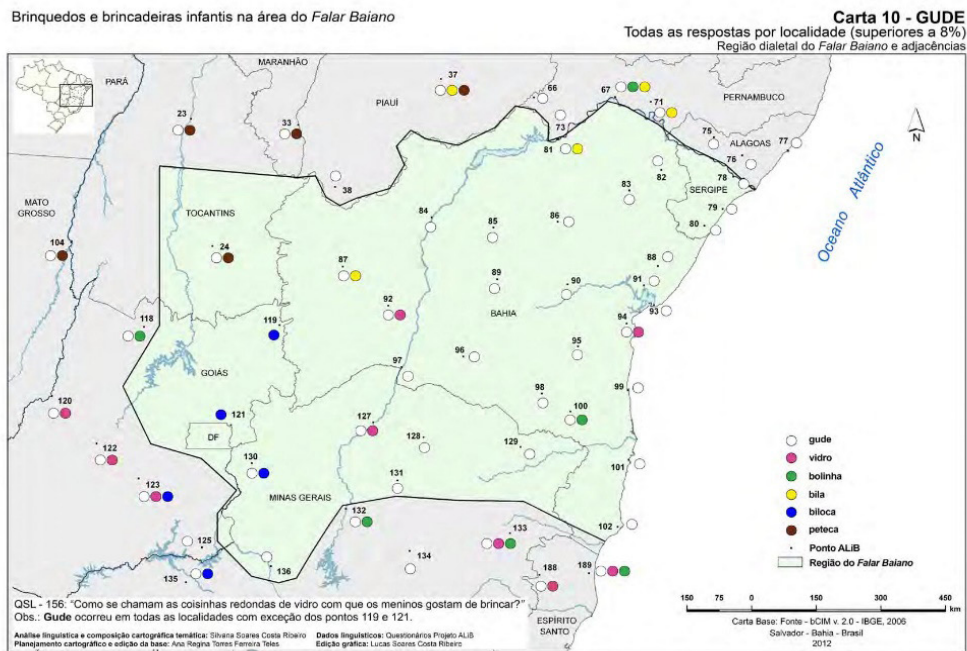 Brinquedos e brincadeiras infantis na área do Falar Baiano
Carta 10 - GUDE
Todas as respostas por localidade (superiores a 8%)
Região dialetal do Falar Baiano e adjacências
MARANHÃO
PARÁ
PIAUÍ
PERNAMBUCO
ALAGOAS
SERGIPE
MATO
GROSSO
TOCANTINS
BAHIA
GOIÁS
DF
MINAS GERAIS
ESPÍRITO
SANTO
Oceano Atlântico
N
37
66
67
71
23
33
73
75
77
76
81
82
78
38
83
79
84
86
80
85
104
24
87
88
89
90
91
92
93
118
119
94
96
95
97
99
98
120
121
100
127
128
129
122
130
101
131
123
132
102
133
125
134
135
136
188
189
gude
vidro
bolinha
bila
biloca
peteca
Ponto ALiB
Região do Falar Baiano
150 75 0 150 300 450
km
Carta Base: Fonte - bCIM v. 2.0 - IBGE, 2006
Salvador - Bahia - Brasil
2012
QSL - 156: “Como se chamam as coisinhas redondas de vidro com que os meninos gostam de brincar?”
Obs.: Gude ocorreu em todas as localidades com exceção dos pontos 119 e 121.
Análise linguística e composição cartográfica temática: Silvana Soares Costa Ribeiro Dados linguísticos: Questionários Projeto ALiB
Planejamento cartográfico e edição da base: Ana Regina Torres Ferreira Teles Edição gráfica: Lucas Soares Costa Ribeiro